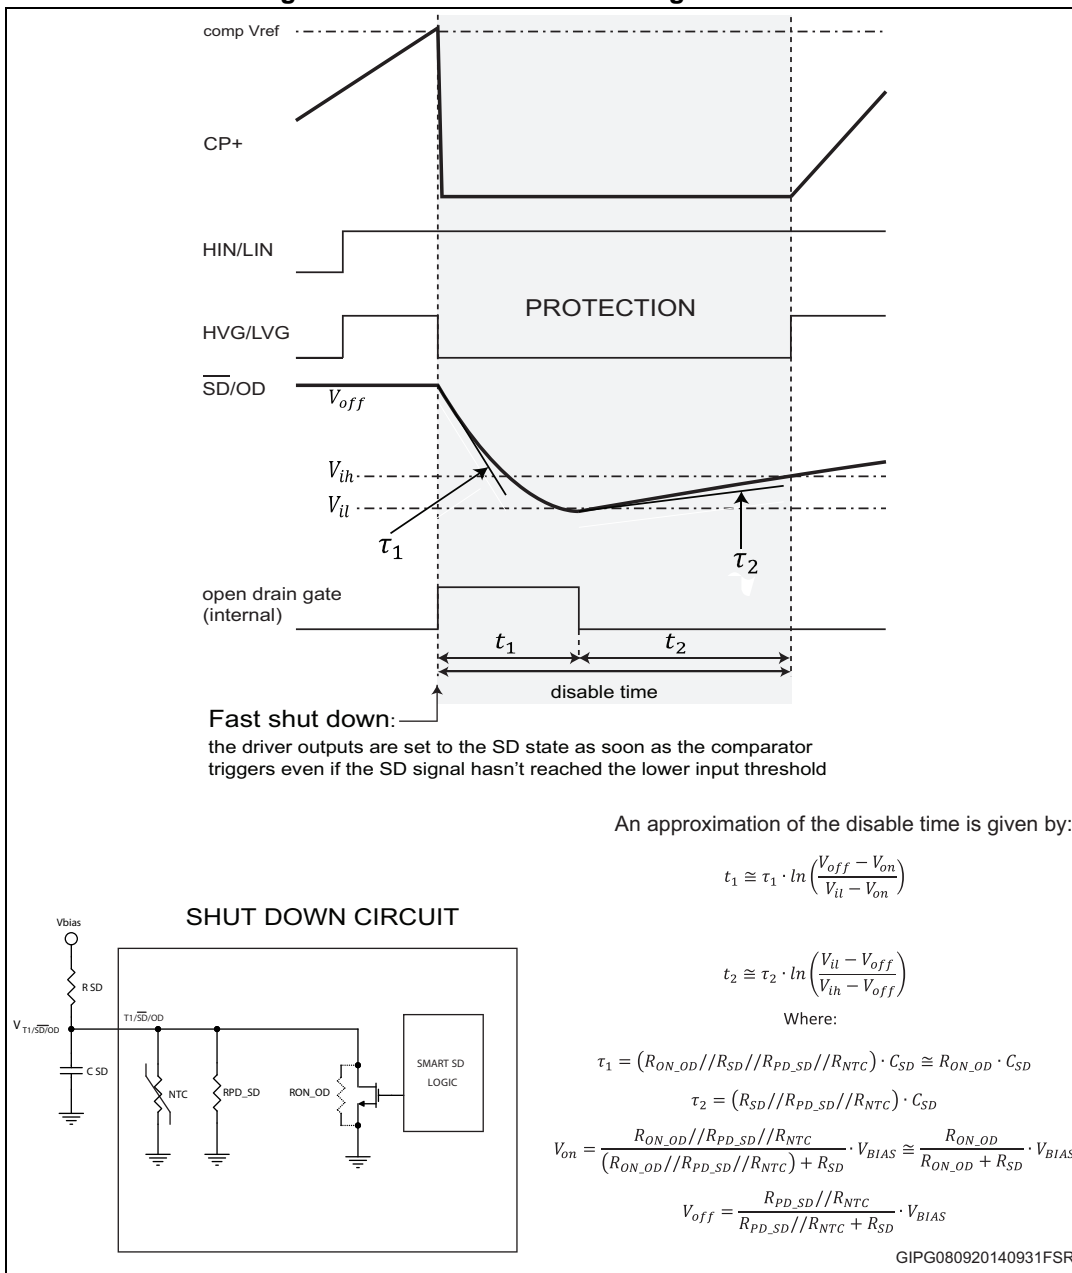 comp Vref
CP+
HIN/LIN
PROTECTION
HVG/LVG
SD/OD
V_off
V_ih
V_il
τ_1
τ_2
open drain gate
(internal)
t_1
t_2
disable time
Fast shut down:
the driver outputs are set to the SD state as soon as the comparator
triggers even if the SD signal hasn't reached the lower input threshold
An approximation of the disable time is given by:
t_1 ≅ τ_1 · ln((V_off − V_on)/(V_il − V_on))
t_2 ≅ τ_2 · ln((V_il − V_off)/(V_ih − V_off))
Where:
τ_1 = (R_ON_OD//R_SD//R_PD_SD//R_NTC) · C_SD ≅ R_ON_OD · C_SD
τ_2 = (R_SD//R_PD_SD//R_NTC) · C_SD
V_on = (R_ON_OD//R_PD_SD//R_NTC)/((R_ON_OD//R_PD_SD//R_NTC) + R_SD) · V_BIAS ≅ R_ON_OD/(R_ON_OD + R_SD) · V_BIAS
V_off = (R_PD_SD//R_NTC)/(R_PD_SD//R_NTC + R_SD) · V_BIAS
SHUT DOWN CIRCUIT
Vbias
R SD
V T1/SD/OD
T1/SD/OD
C SD
NTC
RPD_SD
RON_OD
SMART SD
LOGIC
GIPG080920140931FSR